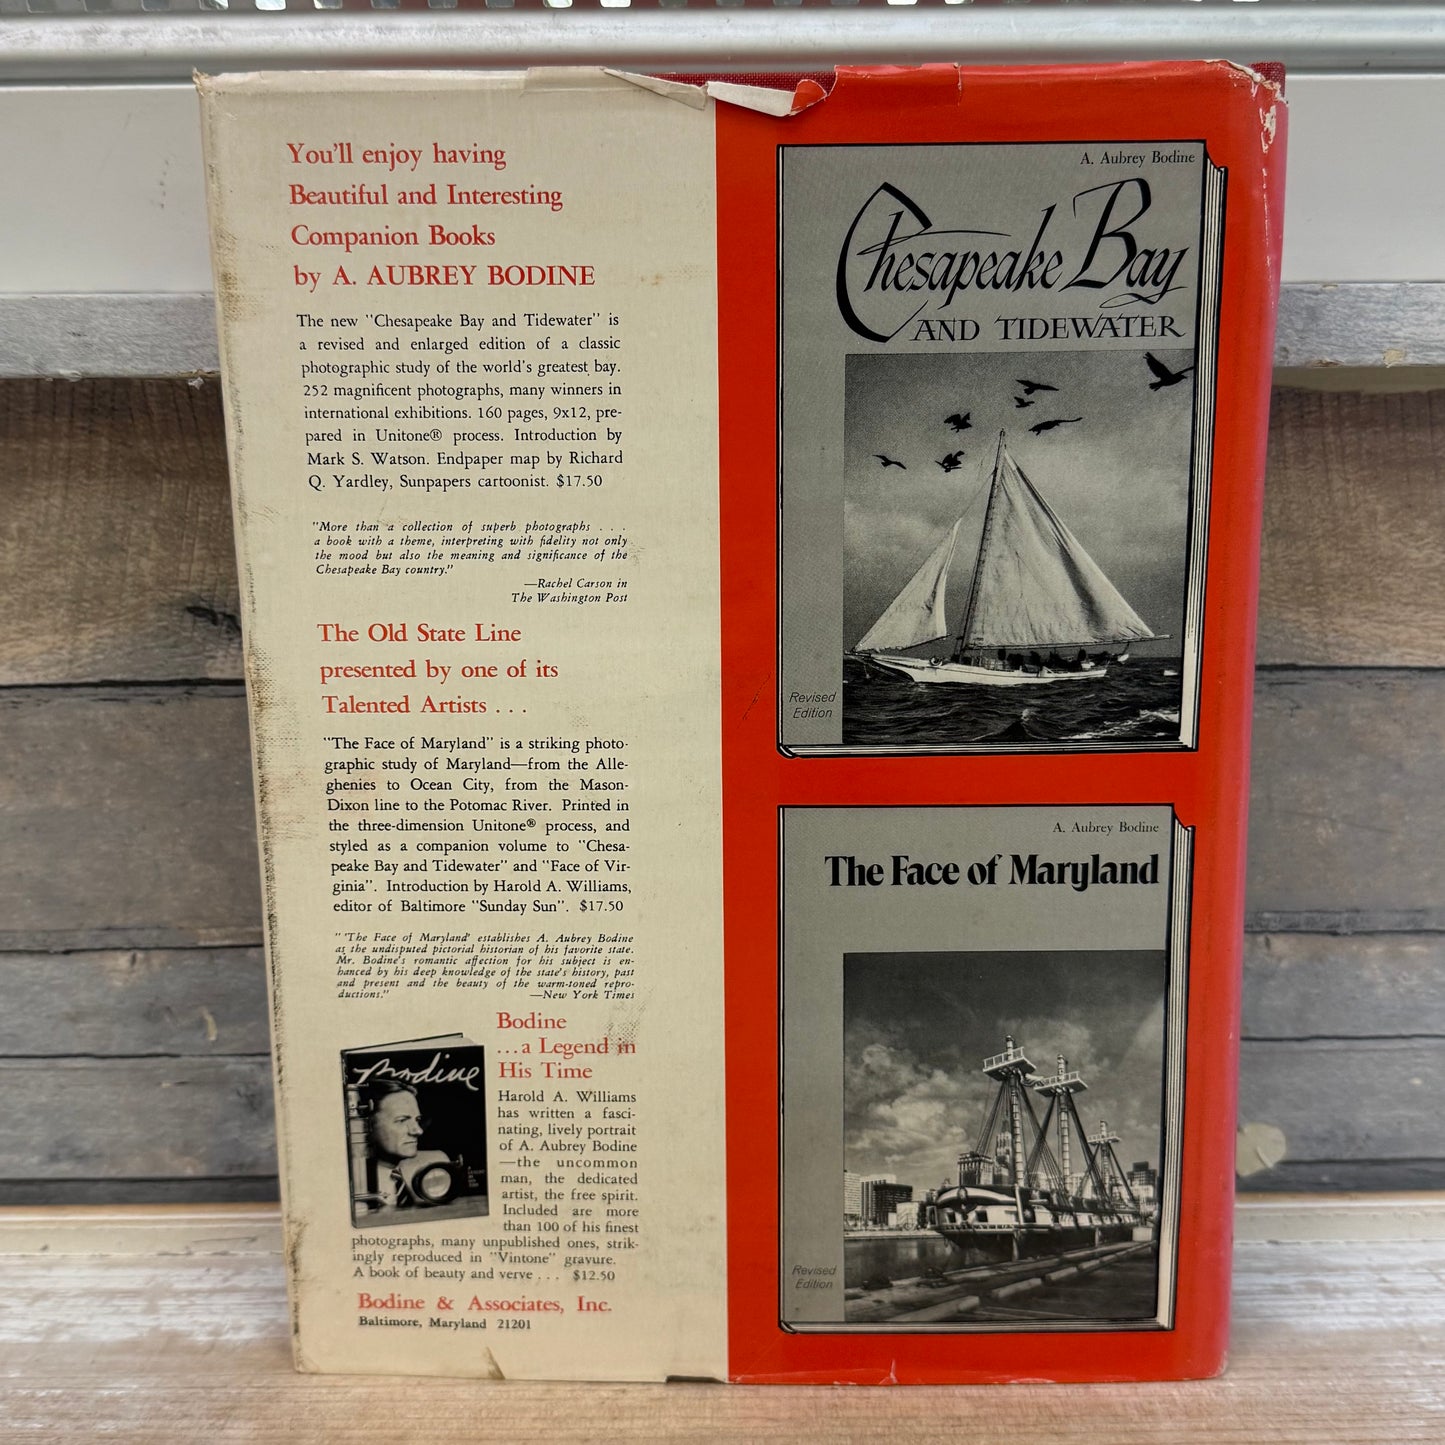 You'll enjoy having
Beautiful and Interesting
Companion Books
by A. AUBREY BODINE
The new "Chesapeake Bay and Tidewater" is
a revised and enlarged edition of a classic
photographic study of the world's greatest bay.
252 magnificent photographs, many winners in
international exhibitions. 160 pages, 9x12, pre-
pared in Unitone® process. Introduction by
Mark S. Watson. Endpaper map by Richard
Q. Yardley, Sunpapers cartoonist. $17.50
"More than a collection of superb photographs . . .
a book with a theme, interpreting with fidelity not only
the mood but also the meaning and significance of the
Chesapeake Bay country."
—Rachel Carson in
The Washington Post
The Old State Line
presented by one of its
Talented Artists . . .
"The Face of Maryland" is a striking photo-
graphic study of Maryland—from the Alle-
ghenies to Ocean City, from the Mason-
Dixon line to the Potomac River. Printed in
the three-dimension Unitone® process, and
styled as a companion volume to "Chesa-
peake Bay and Tidewater" and "Face of Vir-
ginia". Introduction by Harold A. Williams,
editor of Baltimore "Sunday Sun". $17.50
" 'The Face of Maryland' establishes A. Aubrey Bodine
as the undisputed pictorial historian of his favorite state.
Mr. Bodine's romantic affection for his subject is en-
hanced by his deep knowledge of the state's history, past
and present and the beauty of the warm-toned repro-
ductions." —New York Times
Bodine
...a Legend in
His Time
Bodine
Harold A. Williams
has written a fasci-
nating, lively portrait
of A. Aubrey Bodine
—the uncommon
man, the dedicated
artist, the free spirit.
Included are more
than 100 of his finest
photographs, many unpublished ones, strik-
ingly reproduced in "Vintone" gravure.
A book of beauty and verve . . . $12.50
Bodine & Associates, Inc.
Baltimore, Maryland 21201
A. Aubrey Bodine
Chesapeake Bay
AND TIDEWATER
Revised
Edition
A. Aubrey Bodine
The Face of Maryland
Revised
Edition